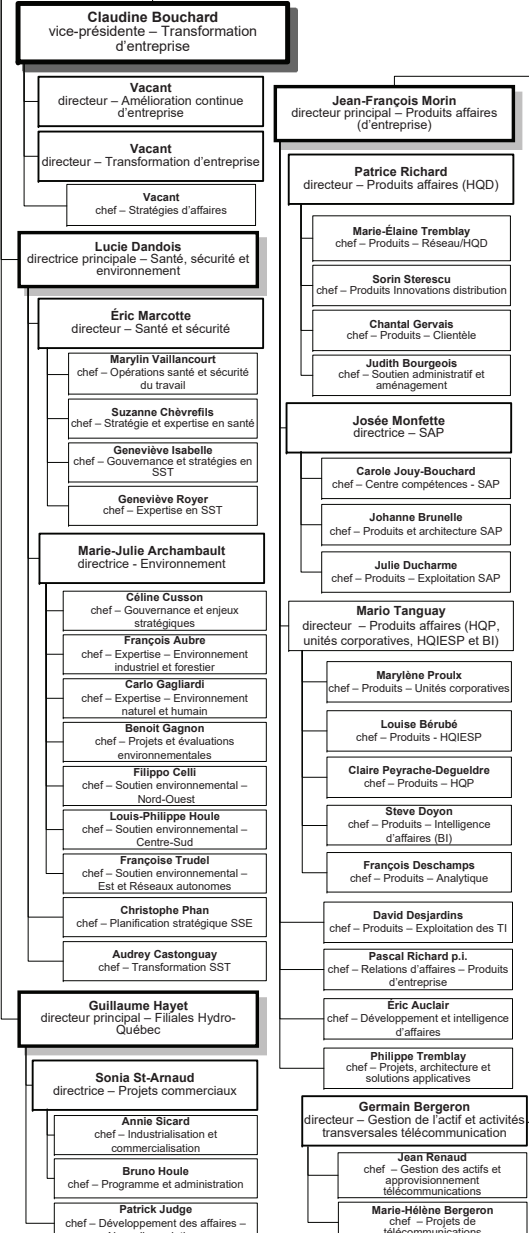 Claudine Bouchard
vice-présidente – Transformation
d'entreprise
Vacant
directeur – Amélioration continue
d'entreprise
Vacant
directeur – Transformation d'entreprise
Vacant
chef – Stratégies d'affaires
Lucie Dandois
directrice principale – Santé, sécurité et
environnement
Éric Marcotte
directeur – Santé et sécurité
Marylin Vaillancourt
chef – Opérations santé et sécurité
du travail
Suzanne Chèvrefils
chef – Stratégie et expertise en santé
Geneviève Isabelle
chef – Gouvernance et stratégies en
SST
Geneviève Royer
chef – Expertise en SST
Marie-Julie Archambault
directrice - Environnement
Céline Cusson
chef – Gouvernance et enjeux
stratégiques
François Aubre
chef – Expertise – Environnement
industriel et forestier
Carlo Gagliardi
chef – Expertise – Environnement
naturel et humain
Benoit Gagnon
chef – Projets et évaluations
environnementales
Filippo Celli
chef – Soutien environnemental –
Nord-Ouest
Louis-Philippe Houle
chef – Soutien environnemental –
Centre-Sud
Françoise Trudel
chef – Soutien environnemental –
Est et Réseaux autonomes
Christophe Phan
chef – Planification stratégique SSE
Audrey Castonguay
chef – Transformation SST
Guillaume Hayet
directeur principal – Filiales Hydro-
Québec
Sonia St-Arnaud
directrice – Projets commerciaux
Annie Sicard
chef – Industrialisation et
commercialisation
Bruno Houle
chef – Programme et administration
Patrick Judge
chef – Développement des affaires –
Jean-François Morin
directeur principal – Produits affaires
(d'entreprise)
Patrice Richard
directeur – Produits affaires (HQD)
Marie-Élaine Tremblay
chef – Produits – Réseau/HQD
Sorin Sterescu
chef – Produits Innovations distribution
Chantal Gervais
chef – Produits – Clientèle
Judith Bourgeois
chef – Soutien administratif et
aménagement
Josée Monfette
directrice – SAP
Carole Jouy-Bouchard
chef – Centre compétences - SAP
Johanne Brunelle
chef – Produits et architecture SAP
Julie Ducharme
chef – Produits – Exploitation SAP
Mario Tanguay
directeur – Produits affaires (HQP,
unités corporatives, HQIESP et BI)
Marylène Proulx
chef – Produits – Unités corporatives
Louise Bérubé
chef – Produits - HQIESP
Claire Peyrache-Degueldre
chef – Produits – HQP
Steve Doyon
chef – Produits – Intelligence
d'affaires (BI)
François Deschamps
chef – Produits – Analytique
David Desjardins
chef – Produits – Exploitation des TI
Pascal Richard p.i.
chef – Relations d'affaires – Produits
d'entreprise
Éric Auclair
chef – Développement et intelligence
d'affaires
Philippe Tremblay
chef – Projets, architecture et
solutions applicatives
Germain Bergeron
directeur – Gestion de l'actif et activités
transversales télécommunication
Jean Renaud
chef – Gestion des actifs et
approvisionnement
télécommunications
Marie-Hélène Bergeron
chef – Projets de
télécommunications